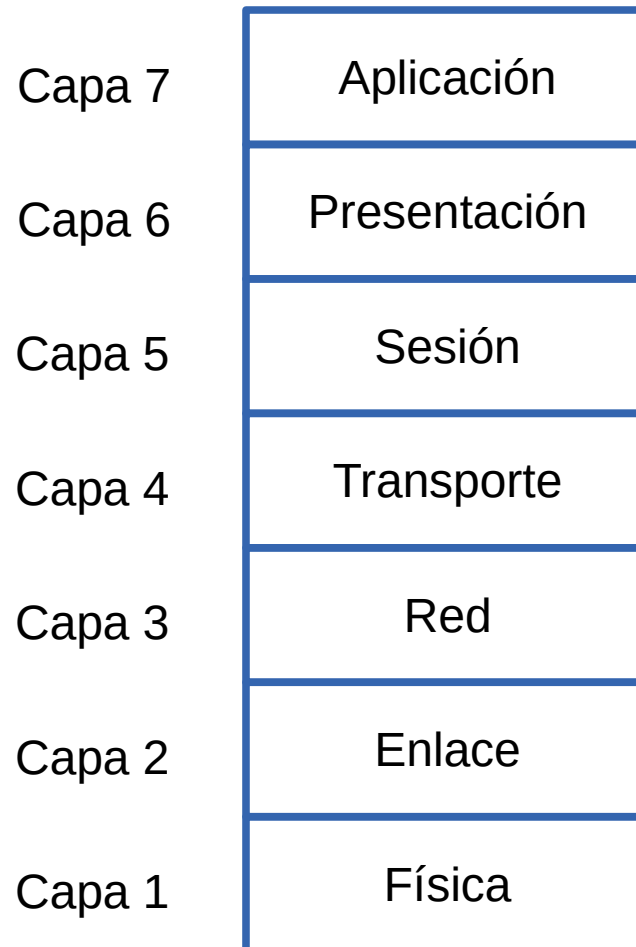 Capa 7 Aplicación
Capa 6 Presentación
Capa 5 Sesión
Capa 4 Transporte
Capa 3 Red
Capa 2 Enlace
Capa 1 Física